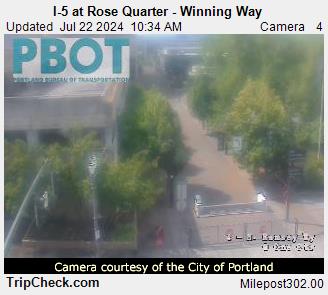 I-5 at Rose Quarter - Winning Way
Updated Jul 22 2024 10:34 AM Camera 4
PBOT
PORTLAND BUREAU OF TRANSPORTATION
Camera courtesy of the City of Portland
TripCheck.com Milepost302.00